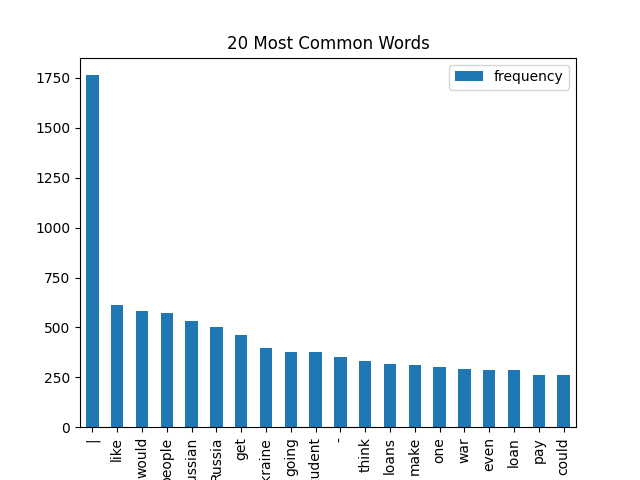 20 Most Common Words
frequency
1750
1500
1250
1000
750
500
250
0
I
like
would
people
ussian
Russia
get
kraine
going
udent
-
think
loans
make
one
war
even
loan
pay
could